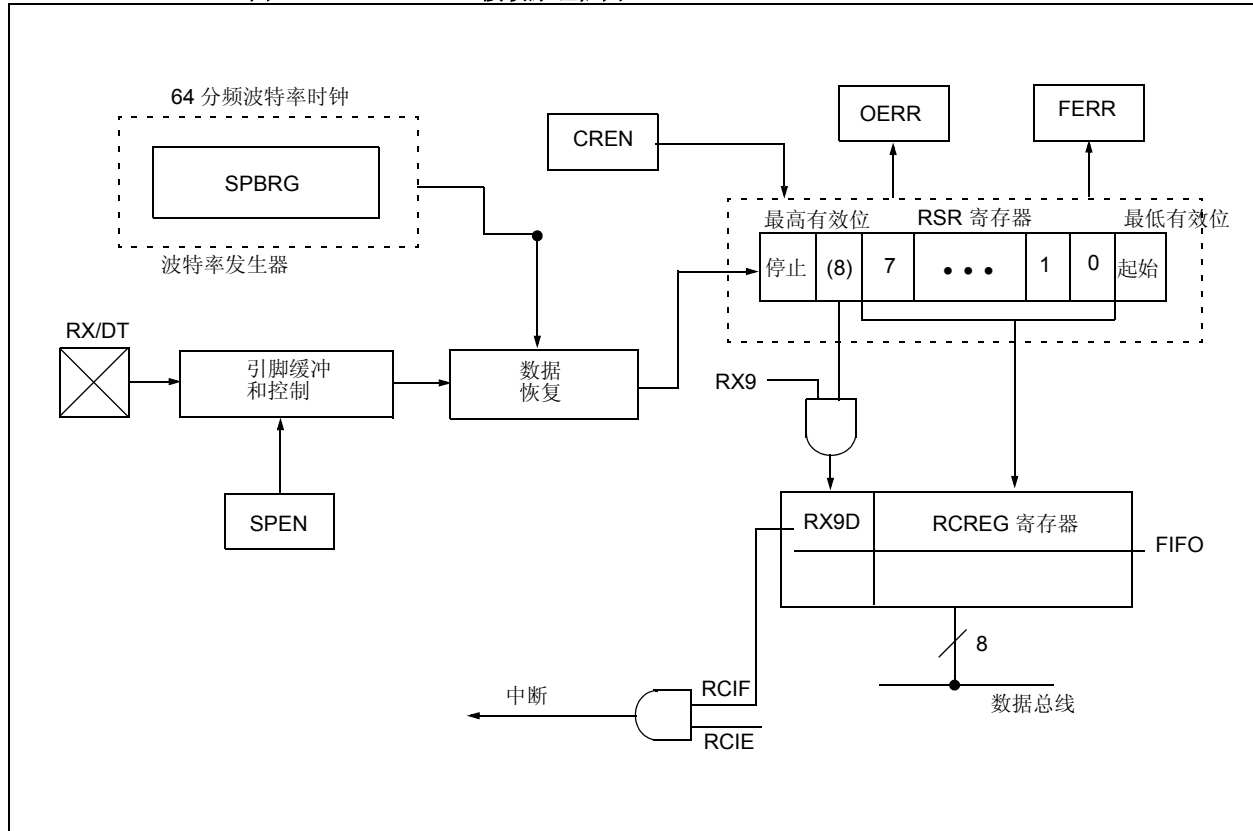 64 分频波特率时钟
SPBRG
波特率发生器
CREN
OERR
FERR
最高有效位
RSR 寄存器
最低有效位
停止
(8)
7
• • •
1
0
起始
RX/DT
引脚缓冲
和控制
数据
恢复
SPEN
RX9
RX9D
RCREG 寄存器
FIFO
8
数据总线
中断
RCIF
RCIE